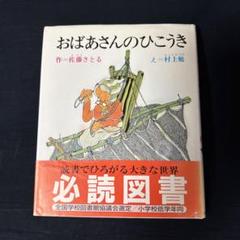 おばあさんのひこうき
作=佐藤さとる
え=村上勉
読書でひろがる大きな世界
必読図書
全国学校図書館協議会選定/小学校低学年向